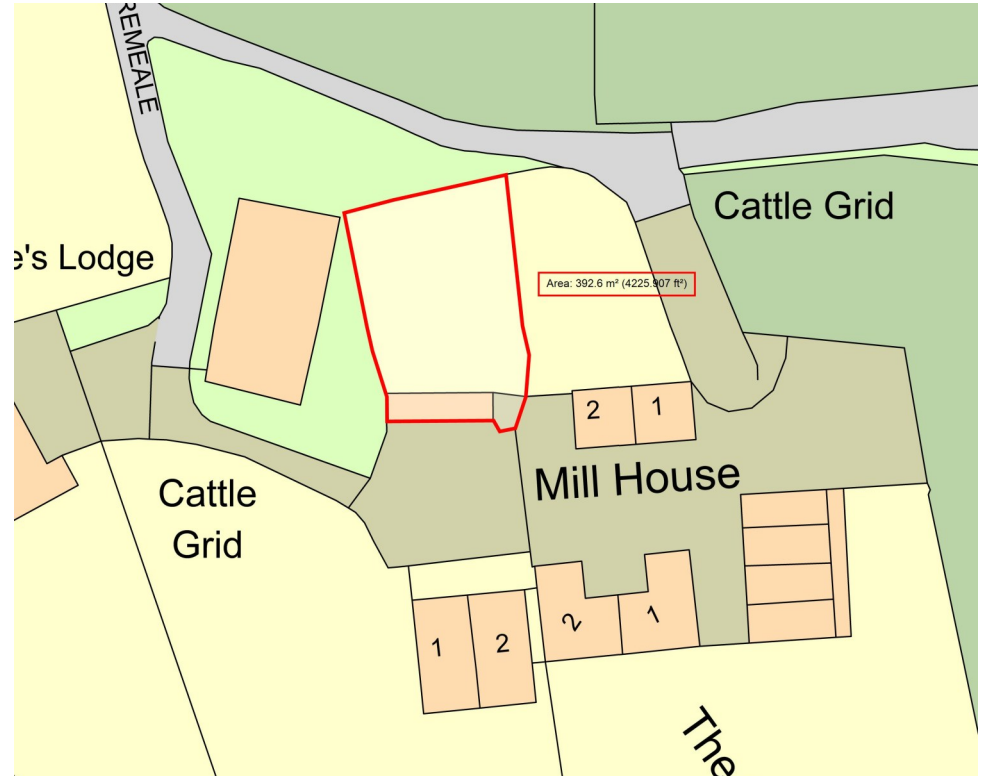 REMEALE
Cattle Grid
e's Lodge
Area: 392.6 m² (4225.907 ft²)
2
1
Mill House
Cattle
Grid
1
2
2
1
The